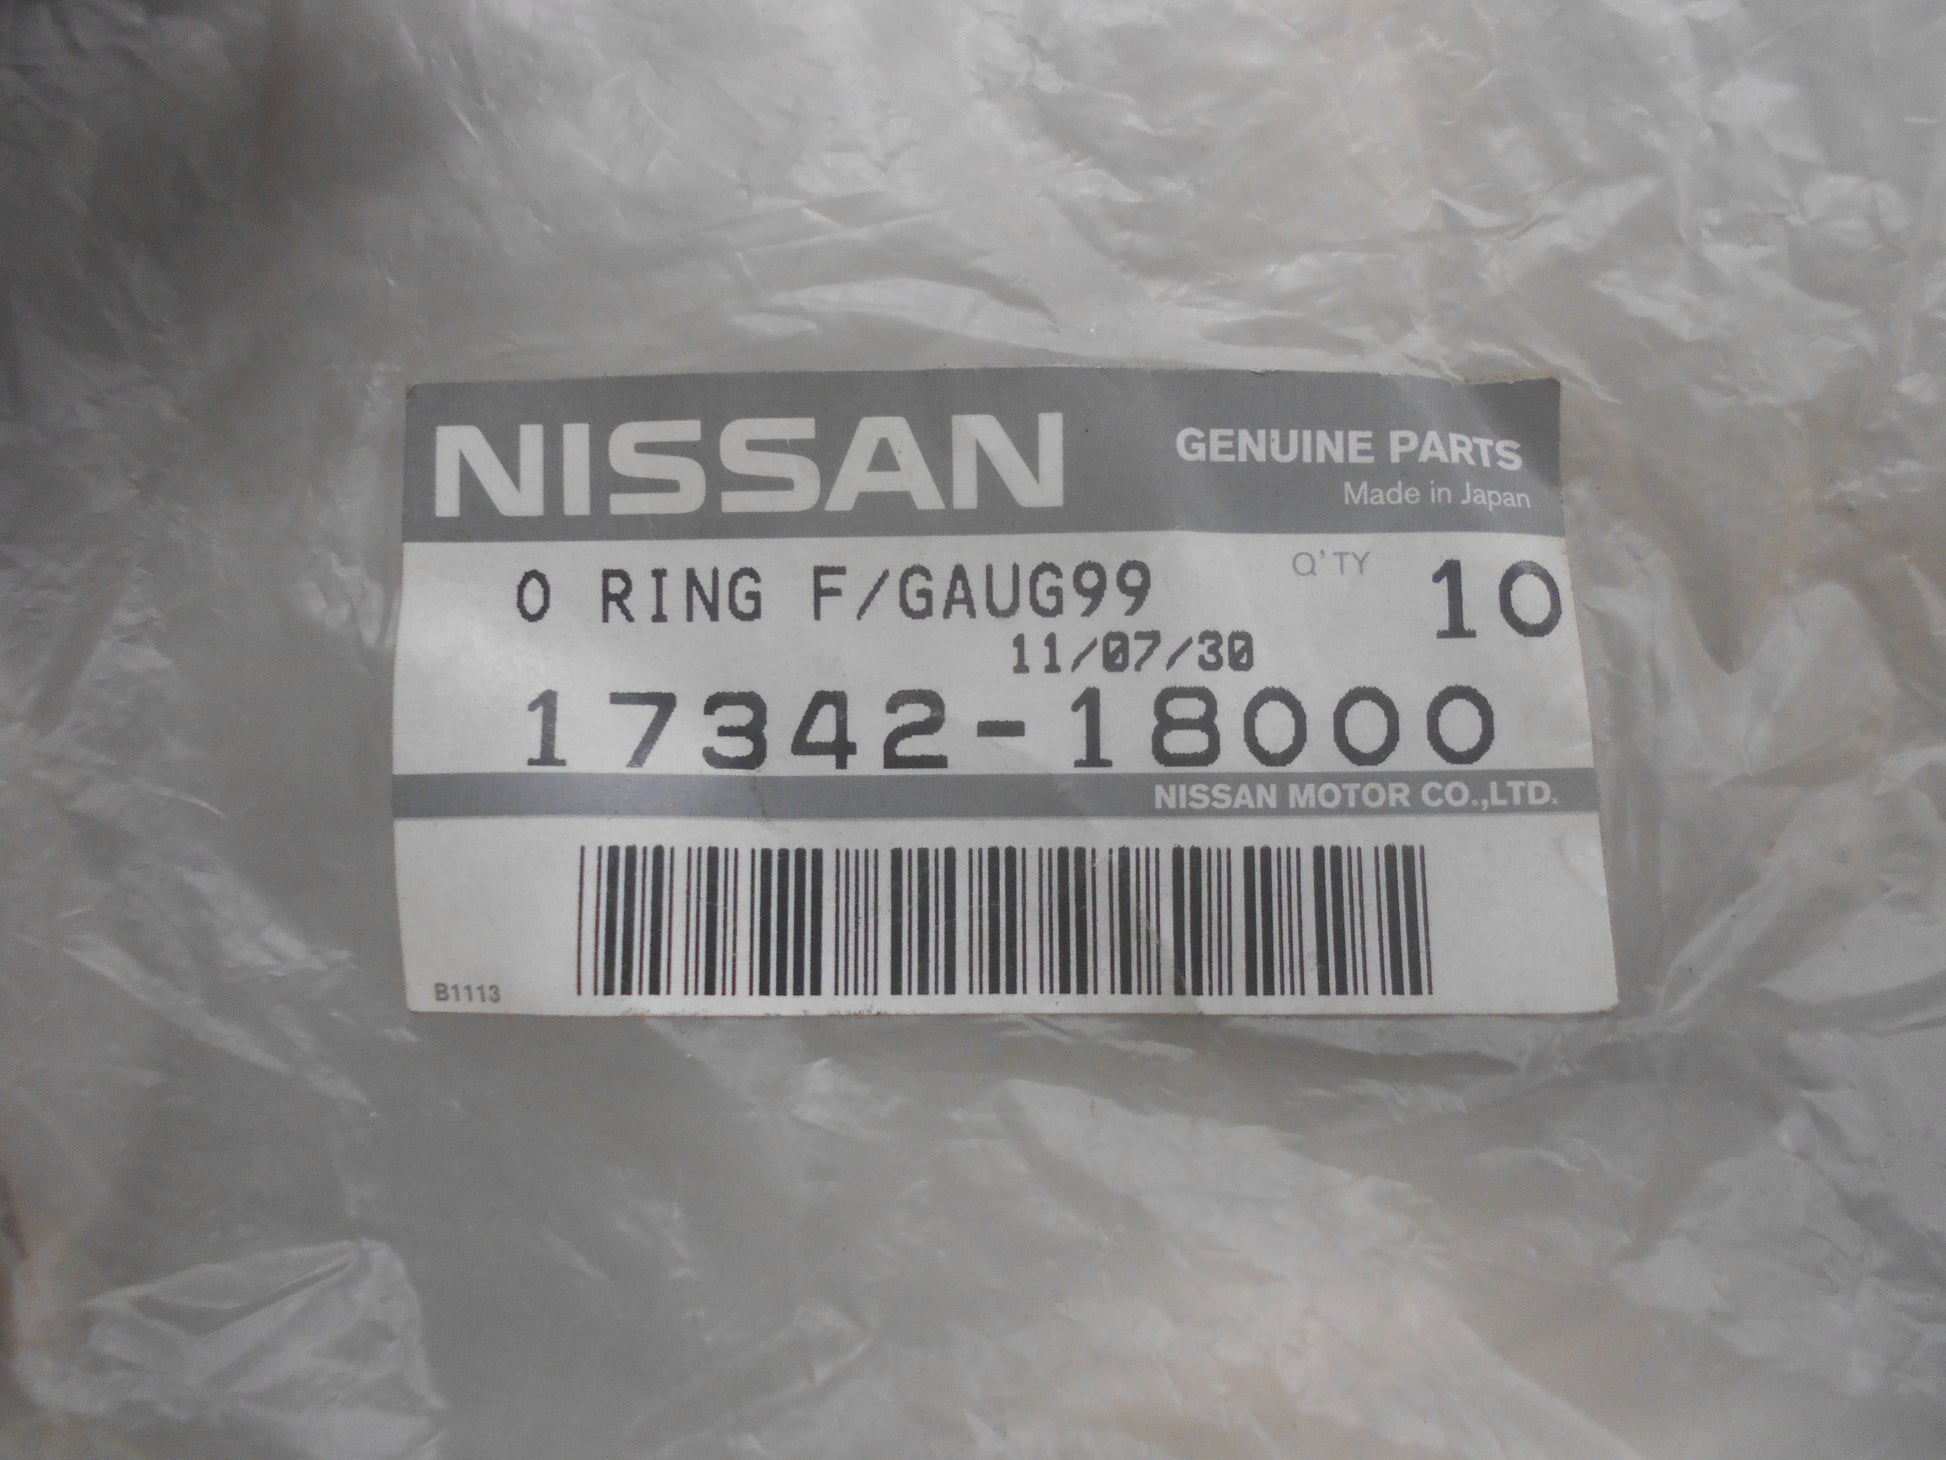 NISSAN
GENUINE PARTS
Made in Japan
O RING F/GAUG99
Q'TY 10
11/07/30
17342-18000
NISSAN MOTOR CO.,LTD.
B1113